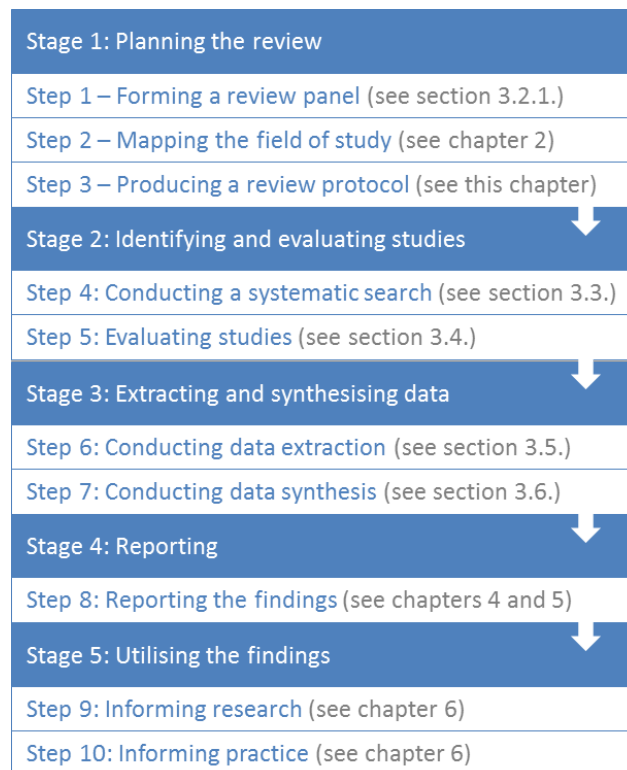 Stage 1: Planning the review
Step 1 – Forming a review panel (see section 3.2.1.)
Step 2 – Mapping the field of study (see chapter 2)
Step 3 – Producing a review protocol (see this chapter)
Stage 2: Identifying and evaluating studies
Step 4: Conducting a systematic search (see section 3.3.)
Step 5: Evaluating studies (see section 3.4.)
Stage 3: Extracting and synthesising data
Step 6: Conducting data extraction (see section 3.5.)
Step 7: Conducting data synthesis (see section 3.6.)
Stage 4: Reporting
Step 8: Reporting the findings (see chapters 4 and 5)
Stage 5: Utilising the findings
Step 9: Informing research (see chapter 6)
Step 10: Informing practice (see chapter 6)